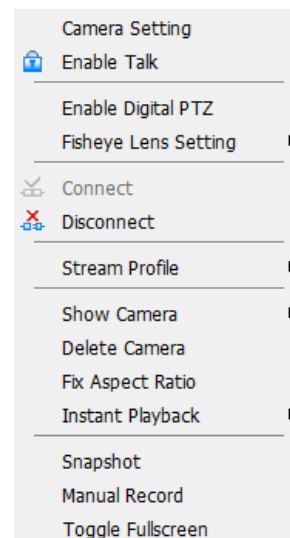 Camera Setting
Enable Talk
Enable Digital PTZ
Fisheye Lens Setting
Connect
Disconnect
Stream Profile
Show Camera
Delete Camera
Fix Aspect Ratio
Instant Playback
Snapshot
Manual Record
Toggle Fullscreen